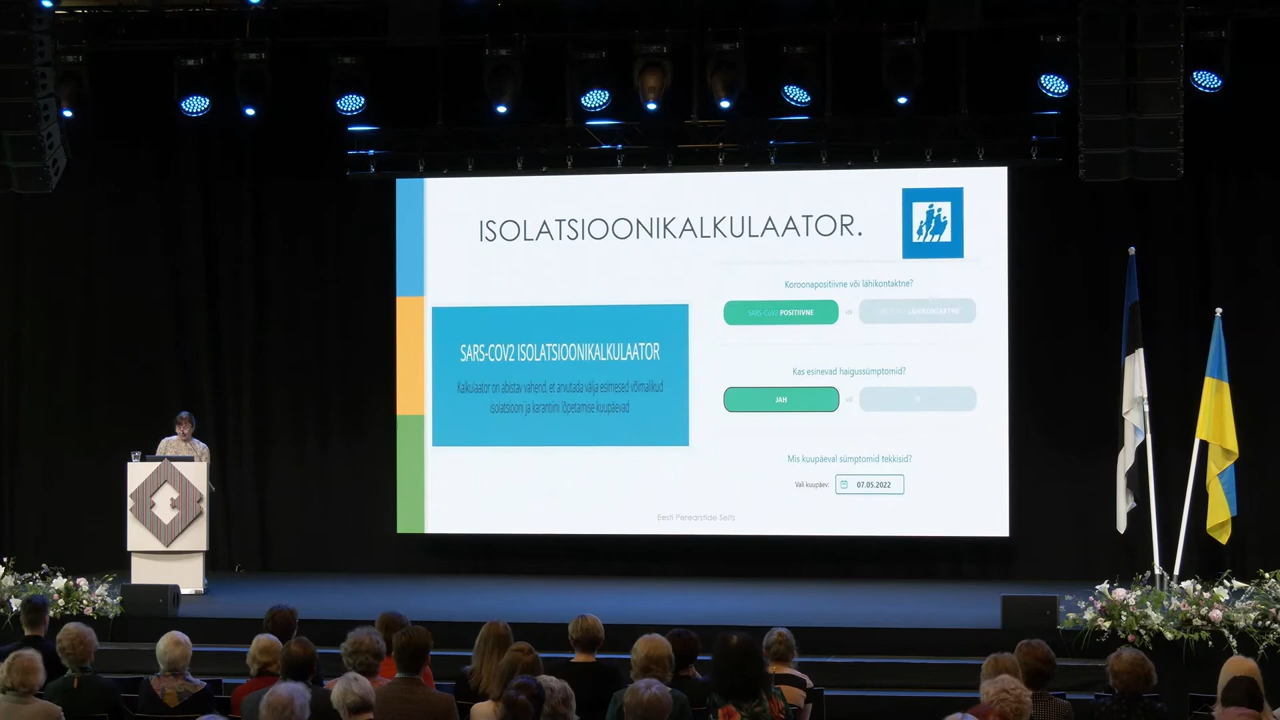 ISOLATSIOONIKALKULAATOR.
SARS-COV2 ISOLATSIOONIKALKULAATOR
Kalkulaator on abistav vahend, et arvutada välja esimesed võimalikud
isolatsiooni ja karantiini lõpetamise kuupäevad
Koroonapositiivne või lähikontaktne?
POSITIIVNE
LÄHIKONTAKTNE
Kas esinevad haigussümptomid?
JAH
Mis kuupäeval sümptomid tekkisid?
Vali kuupäev:
07.05.2022
Eesti Perearstide Selts